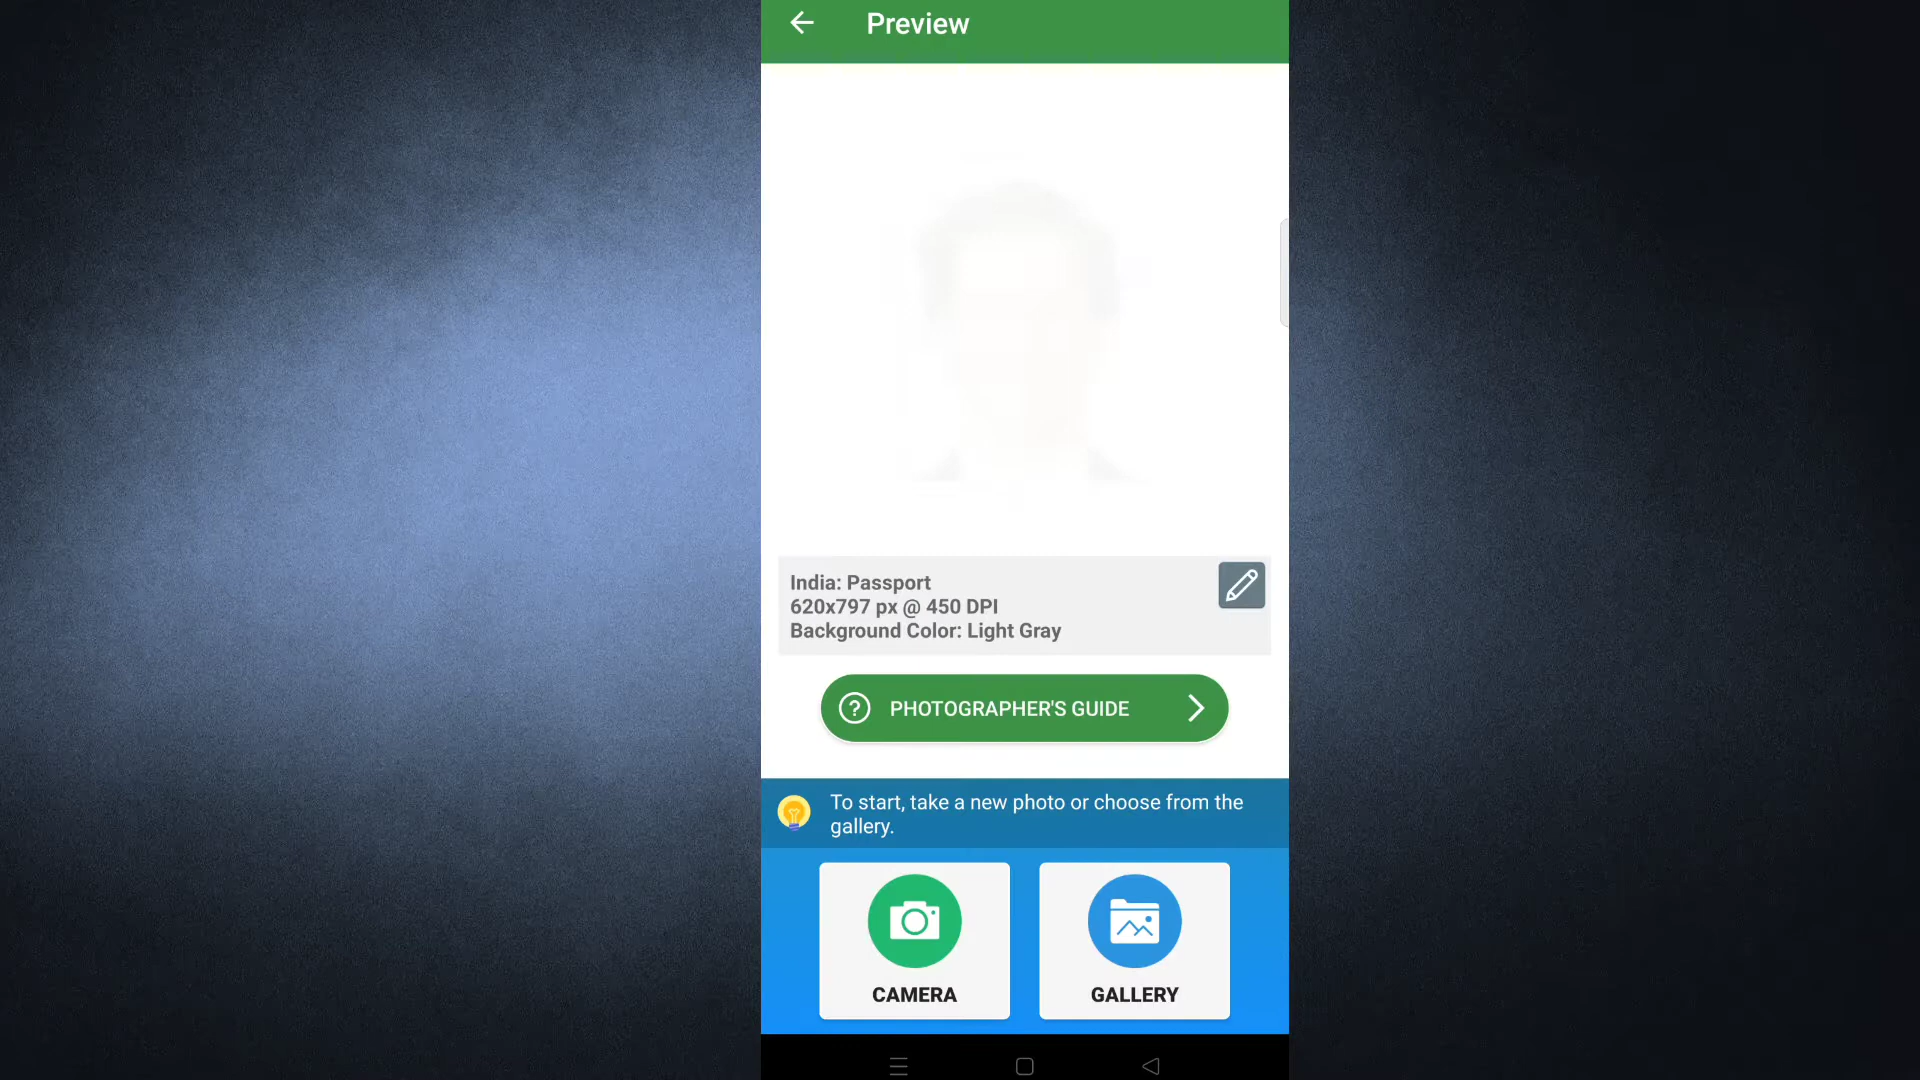 Preview
India: Passport
620x797 px @ 450 DPI
Background Color: Light Gray
? PHOTOGRAPHER'S GUIDE
To start, take a new photo or choose from the
gallery.
CAMERA
GALLERY